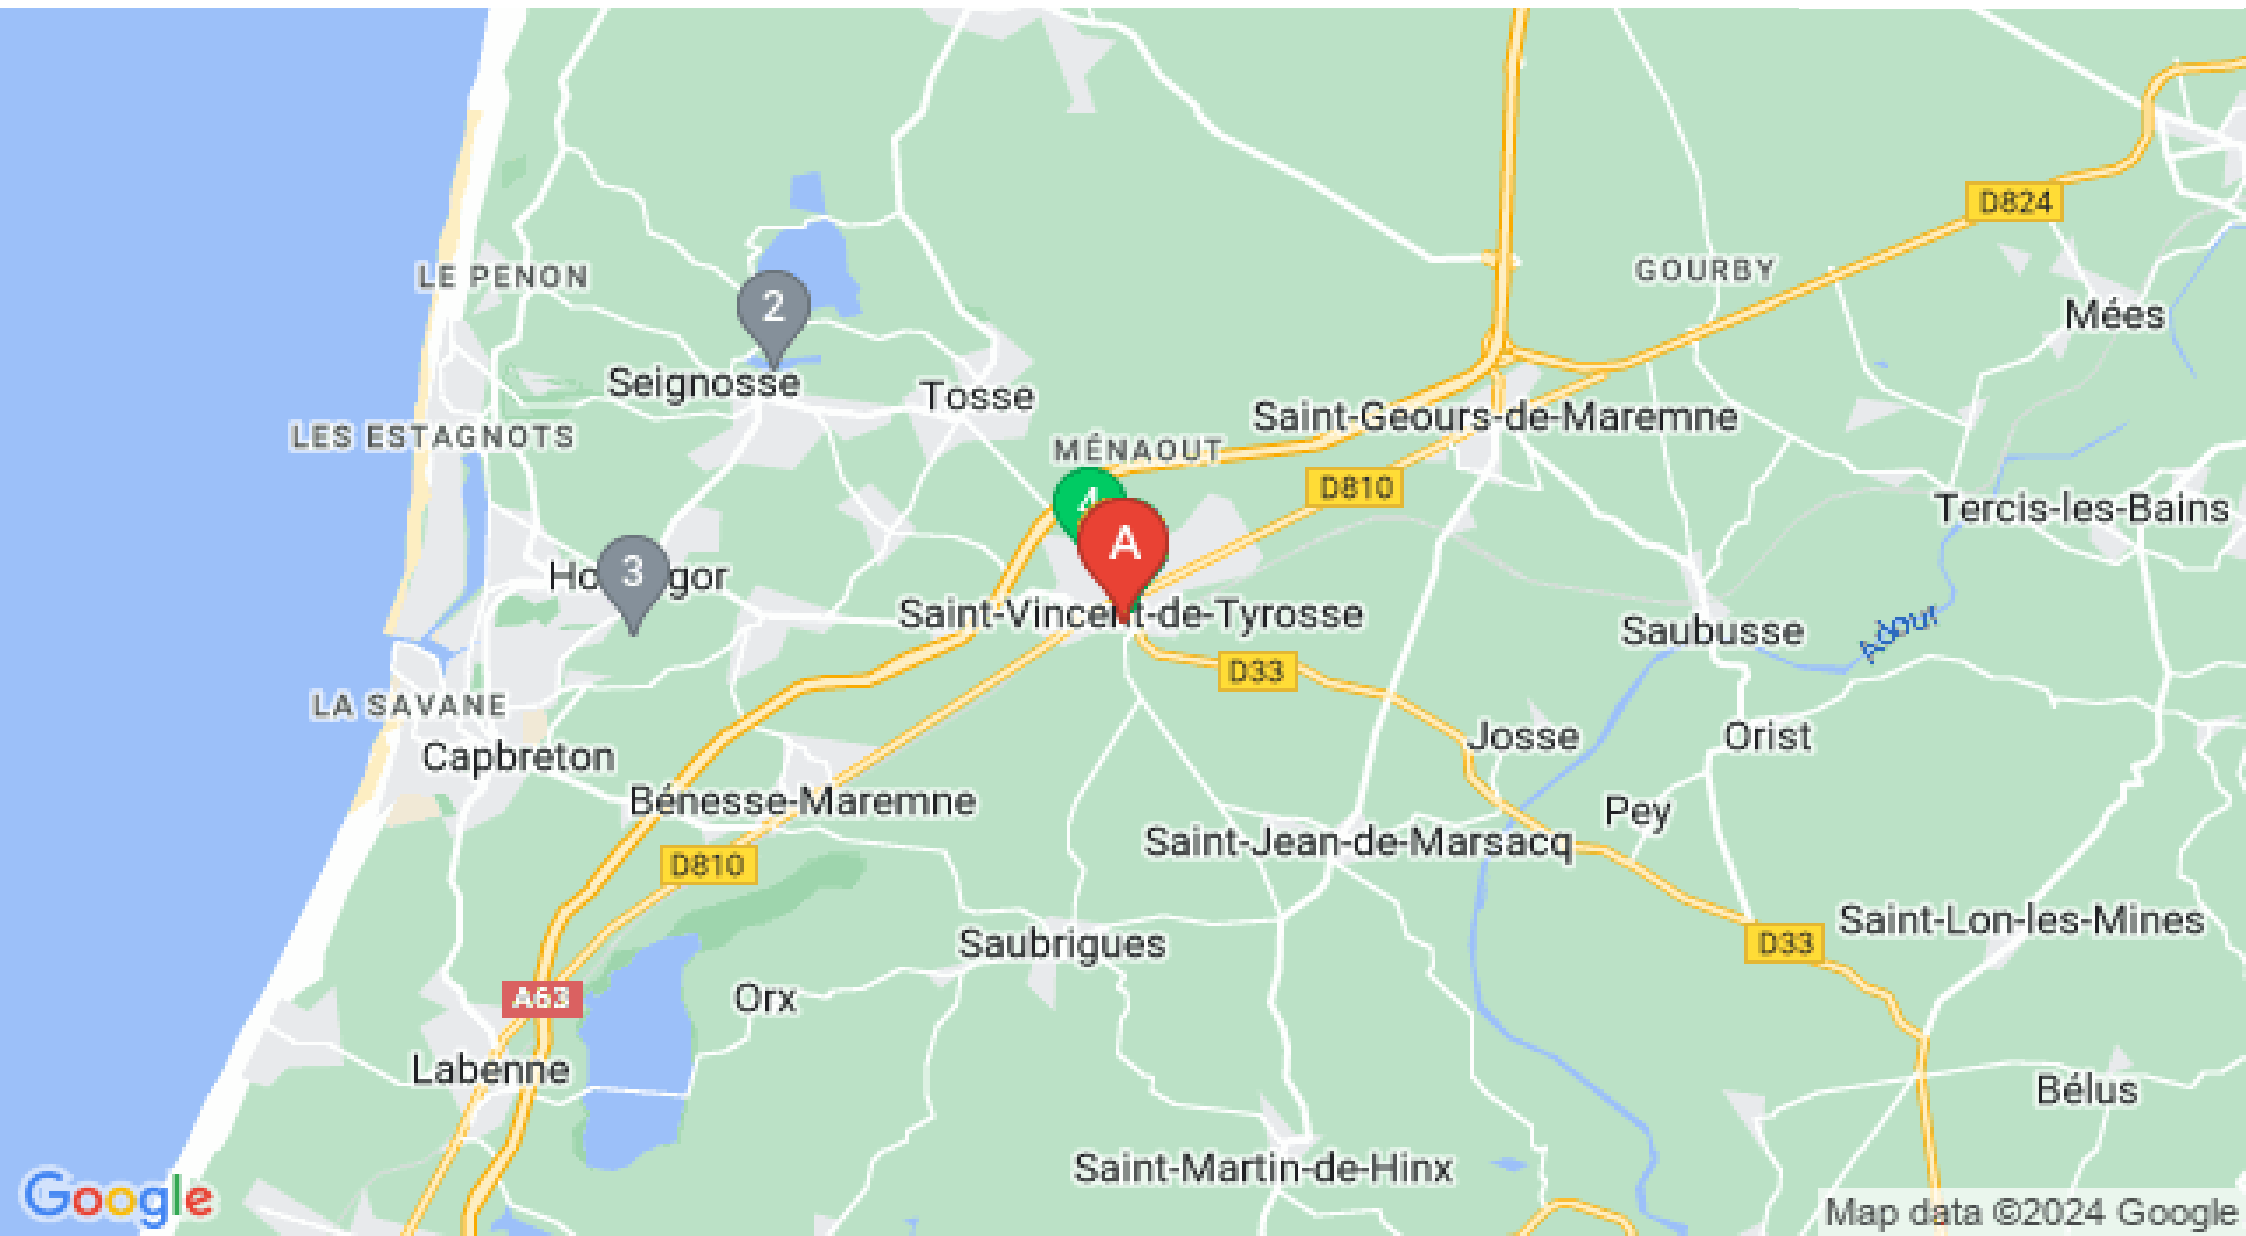 D824
LE PENON
GOURBY
2
Mées
Seignosse
Tosse
Saint-Geours-de-Maremne
LES ESTAGNOTS
MÉNAOUT
D810
4
Tercis-les-Bains
A
3
Saint-Vincent-de-Tyrosse
Saubusse
Adour
D33
LA SAVANE
Josse
Orist
Capbreton
Bénesse-Maremne
Pey
Saint-Jean-de-Marsacq
D810
Saint-Lon-les-Mines
Saubrigues
D33
A63
Orx
Labenne
Bélus
Saint-Martin-de-Hinx
Google
Map data ©2024 Google